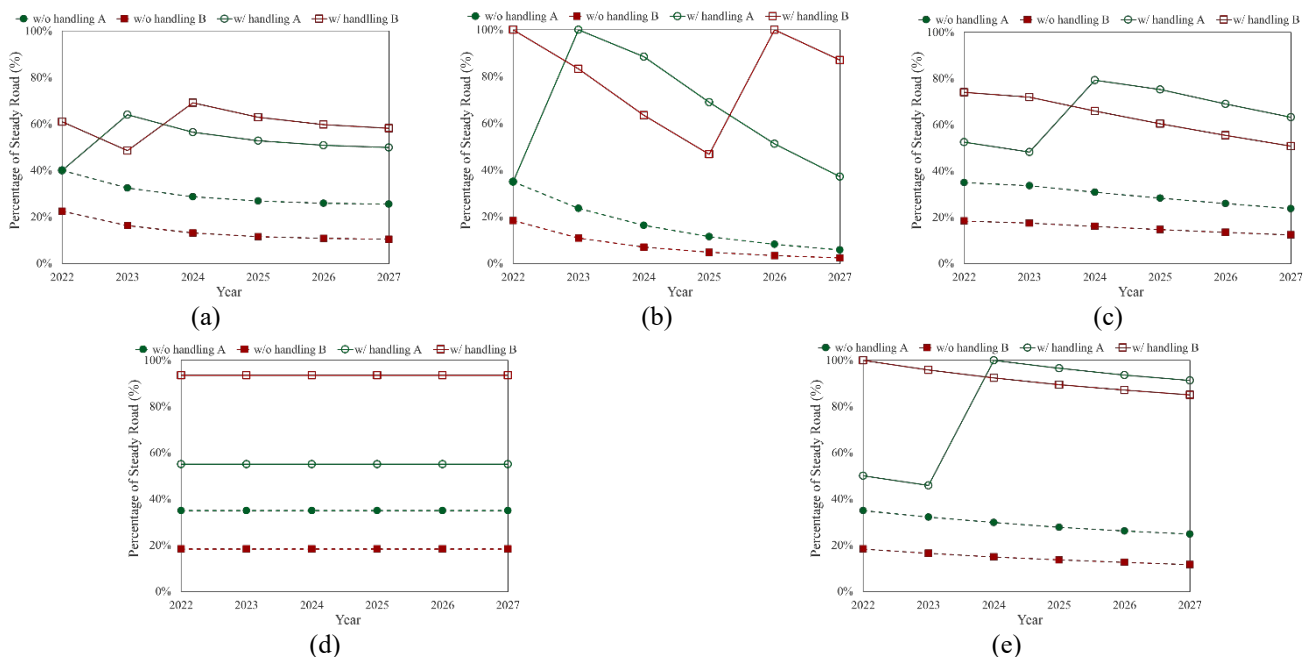 w/o handling A w/o handling B w/ handling A w/ handling B
100%
80%
60%
40%
20%
0%
Percentage of Steady Road (%)
2022 2023 2024 2025 2026 2027
Year
(a)
w/o handling A w/o handling B w/ handling A w/ handling B
100%
80%
60%
40%
20%
0%
Percentage of Steady Road (%)
2022 2023 2024 2025 2026 2027
Year
(b)
w/o handling A w/o handling B w/ handling A w/ handling B
100%
80%
60%
40%
20%
0%
Percentage of Steady Road (%)
2022 2023 2024 2025 2026 2027
Year
(c)
w/o handling A w/o handling B w/ handling A w/ handling B
100%
80%
60%
40%
20%
0%
Percentage of Steady Road (%)
2022 2023 2024 2025 2026 2027
Year
(d)
w/o handling A w/o handling B w/ handling A w/ handling B
100%
80%
60%
40%
20%
0%
Percentage of Steady Road (%)
2022 2023 2024 2025 2026 2027
Year
(e)